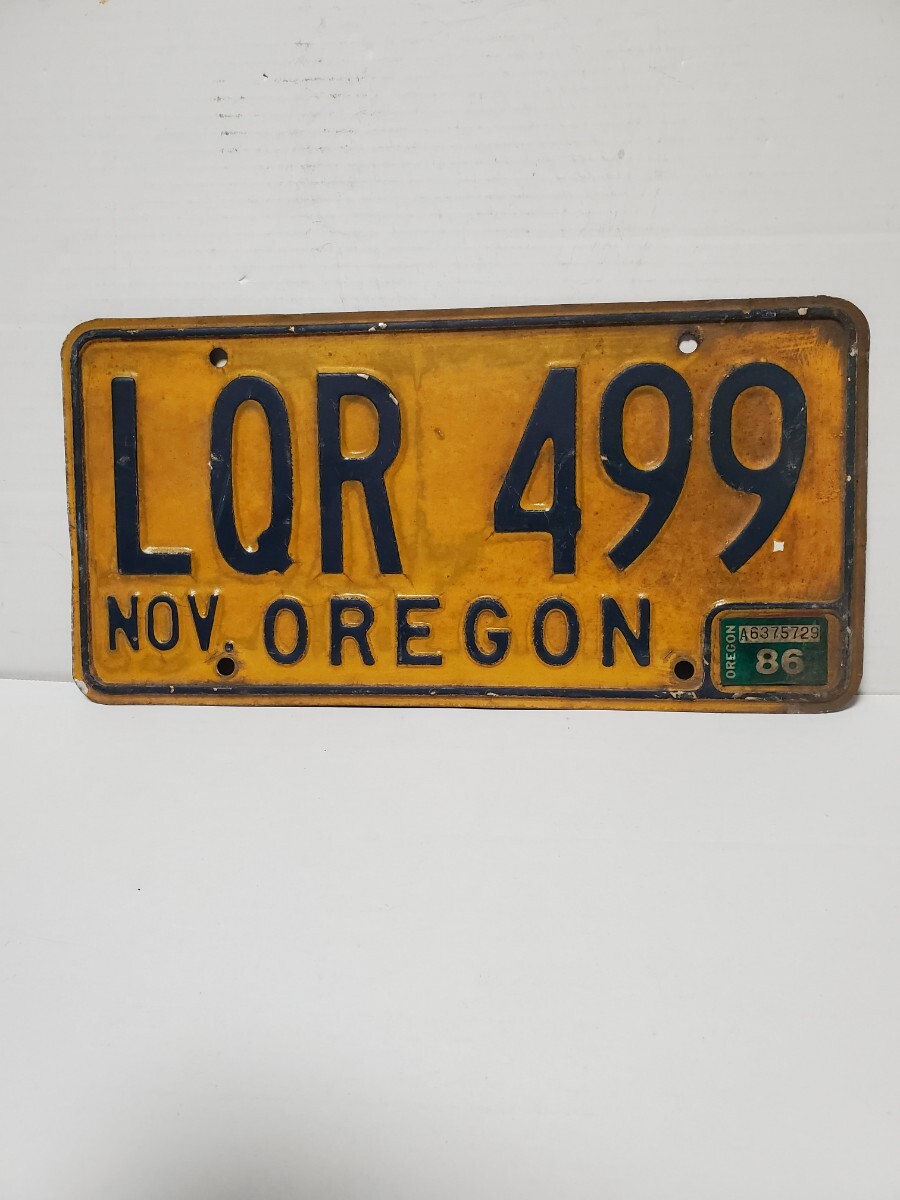 LQR 499
NOV. OREGON
OREGON
A6375729
86